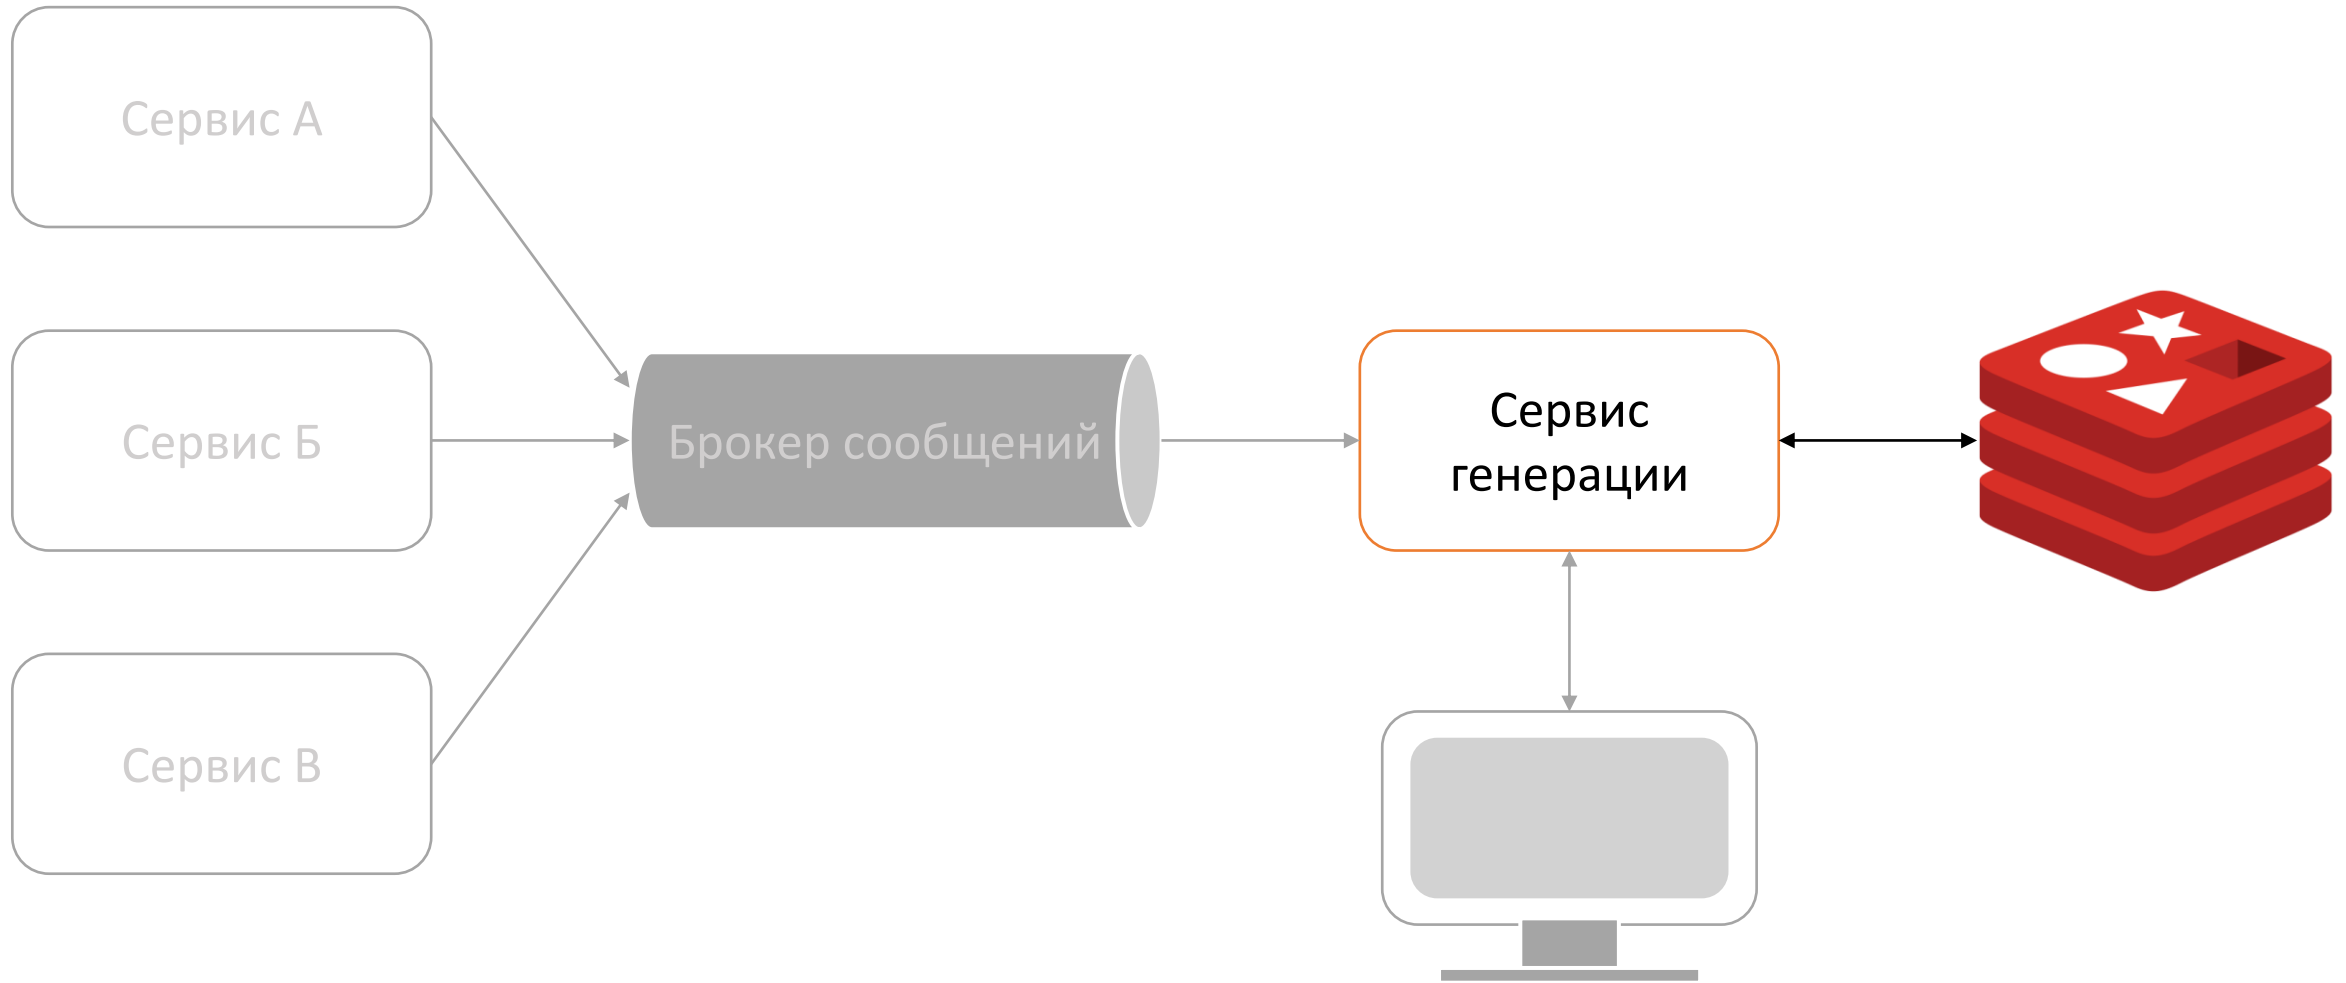 Сервис А
Сервис Б
Брокер сообщений
Сервис
генерации
Сервис В